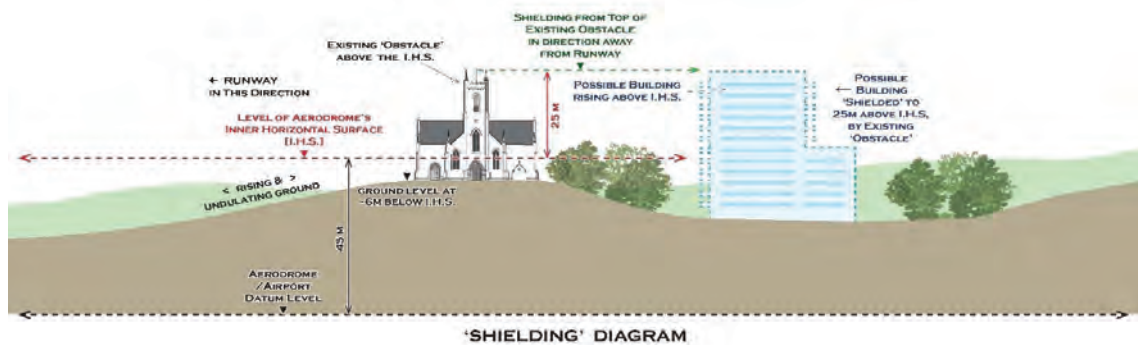 SHIELDING FROM TOP OF
EXISTING OBSTACLE
IN DIRECTION AWAY
FROM RUNWAY
EXISTING 'OBSTACLE'
ABOVE THE I.H.S.
← RUNWAY
IN THIS DIRECTION
LEVEL OF AERODROME'S
INNER HORIZONTAL SURFACE
[I.H.S.]
25 M
POSSIBLE BUILDING
RISING ABOVE I.H.S.
POSSIBLE
← BUILDING
'SHIELDED' TO
25M ABOVE I.H.S,
BY EXISTING
'OBSTACLE'
< RISING & >
UNDULATING GROUND
GROUND LEVEL AT
~6M BELOW I.H.S.
45 M
AERODROME
/AIRPORT
DATUM LEVEL
'SHIELDING' DIAGRAM